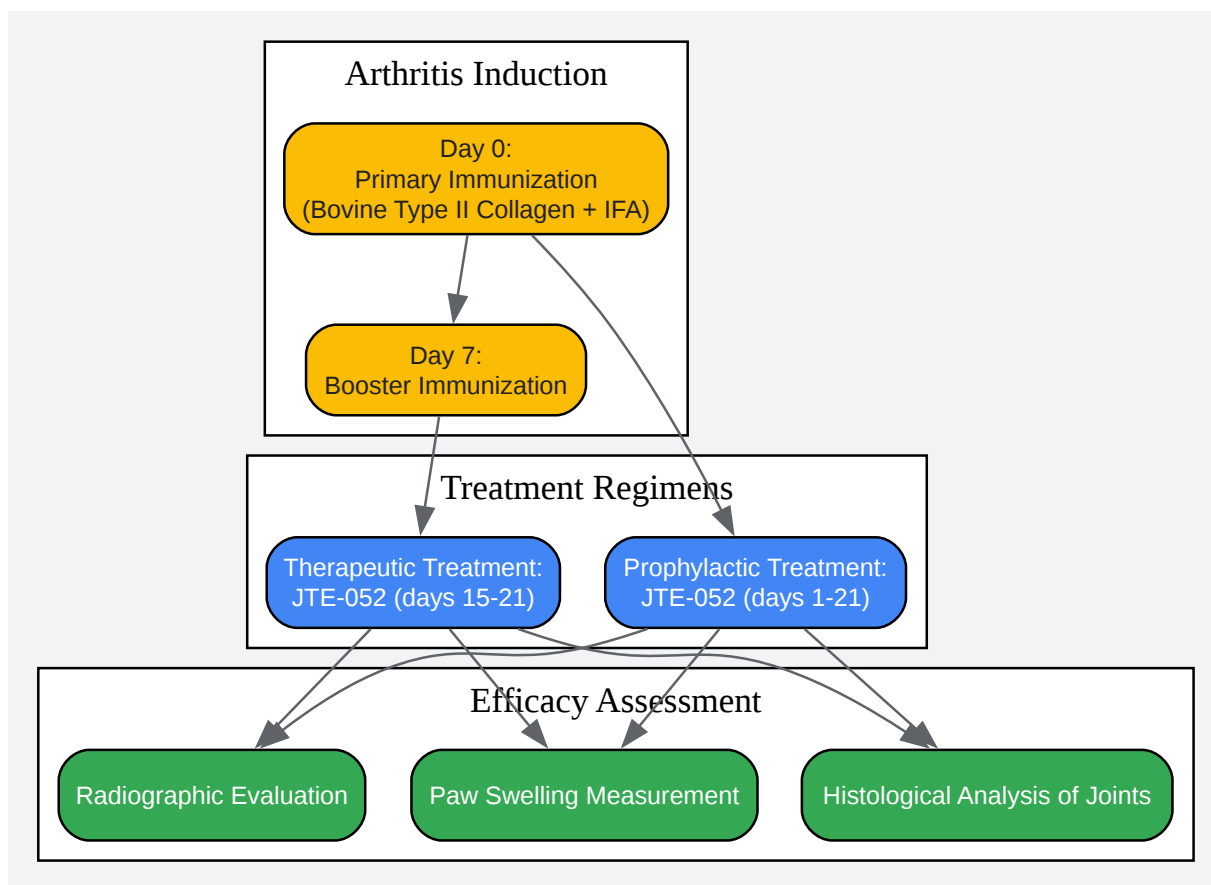 Arthritis Induction
Day 0:
Primary Immunization
(Bovine Type II Collagen + IFA)
Day 7:
Booster Immunization
Treatment Regimens
Therapeutic Treatment:
JTE-052 (days 15-21)
Prophylactic Treatment:
JTE-052 (days 1-21)
Efficacy Assessment
Radiographic Evaluation
Paw Swelling Measurement
Histological Analysis of Joints